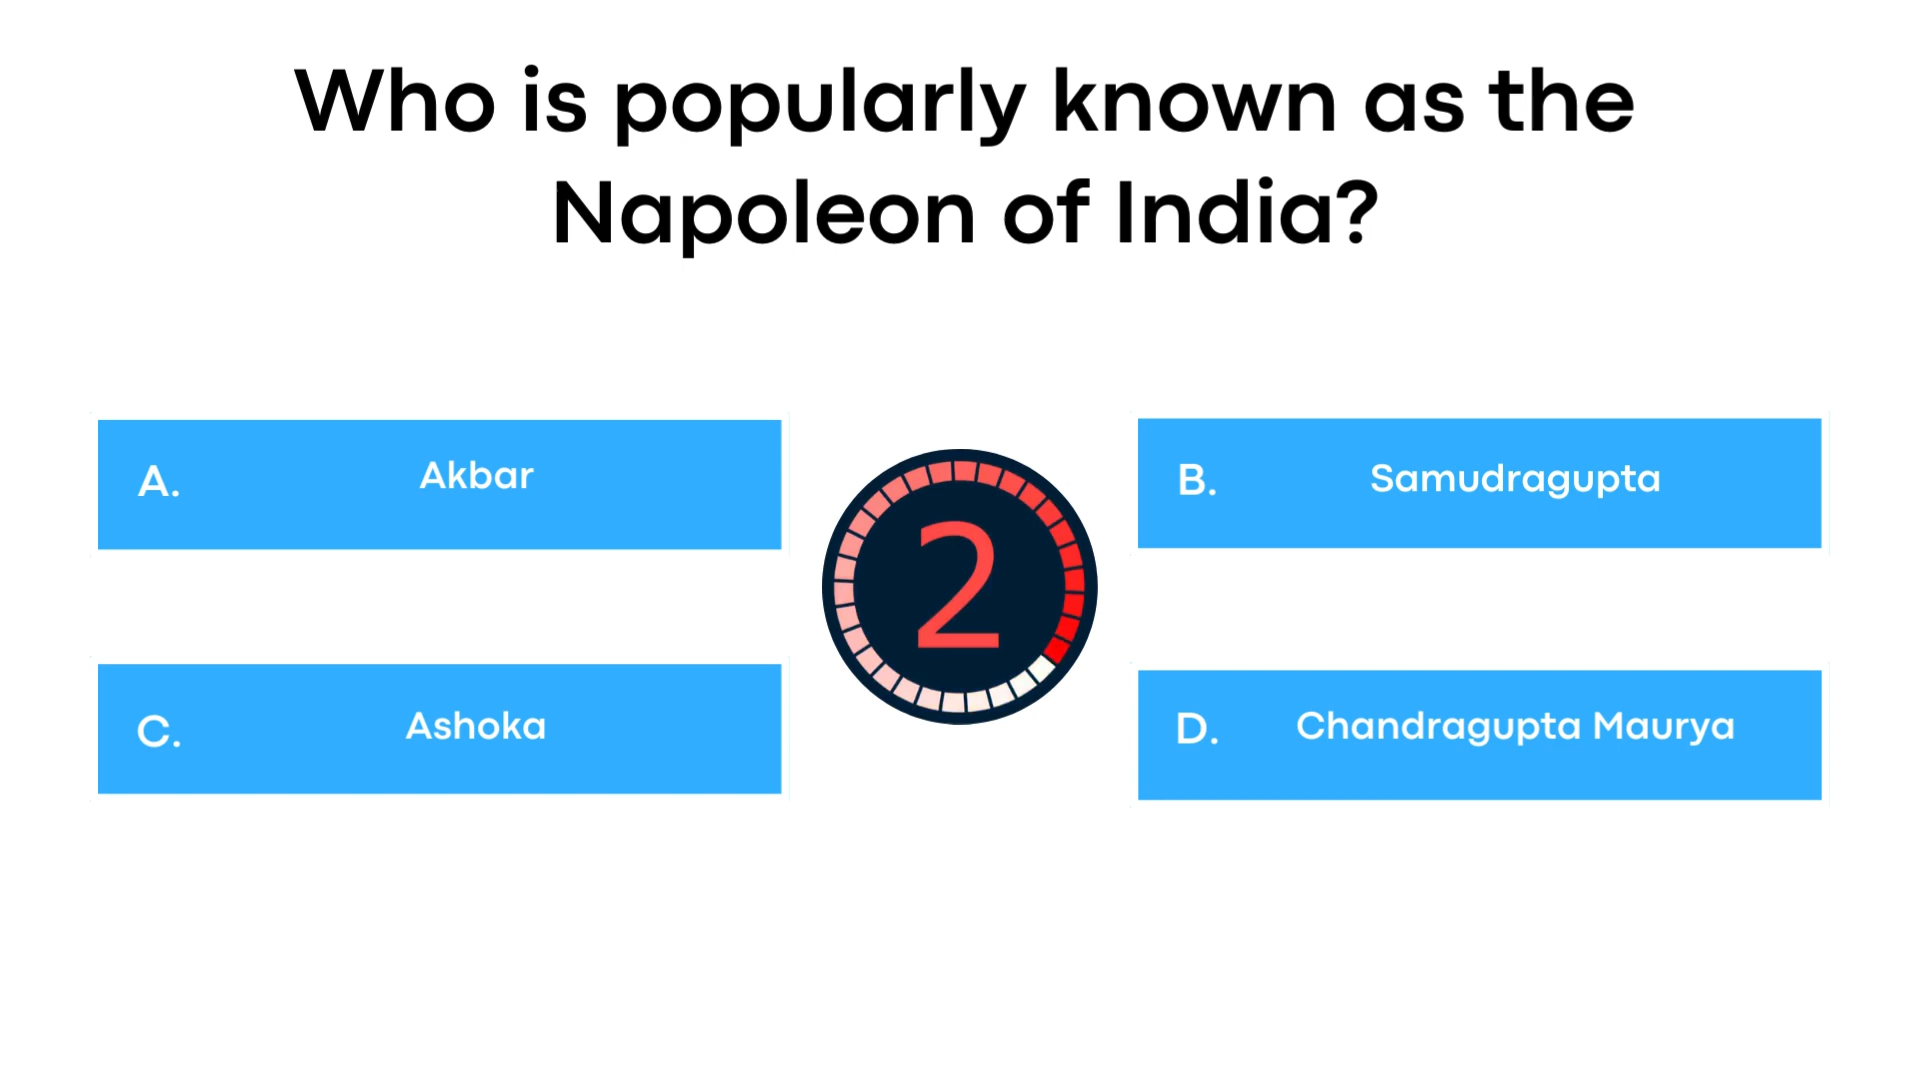 Who is popularly known as the
Napoleon of India?
A. Akbar
B. Samudragupta
2
C. Ashoka
D. Chandragupta Maurya